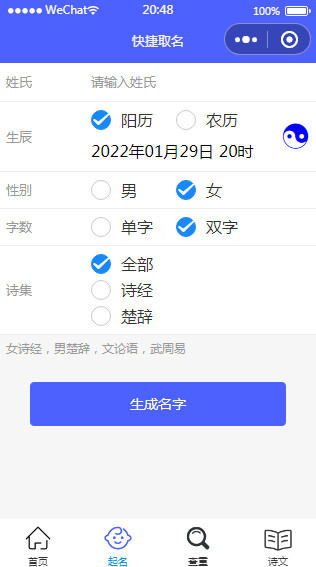 WeChat 20:48 100%
快捷取名
姓氏 请输入姓氏
生辰 阳历 农历
2022年01月29日 20时
性别 男 女
字数 单字 双字
诗集 全部
诗经
楚辞
女诗经，男楚辞，文论语，武周易
生成名字
首页 起名 查重 诗文